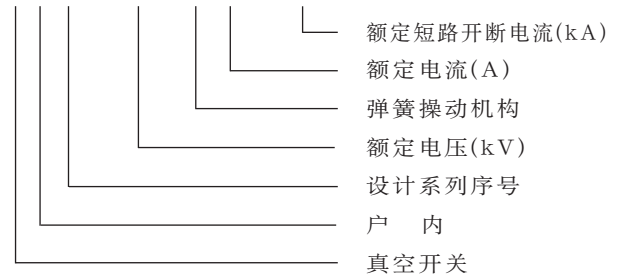 额定短路开断电流(kA)
额定电流(A)
弹簧操动机构
额定电压(kV)
设计系列序号
户 内
真空开关